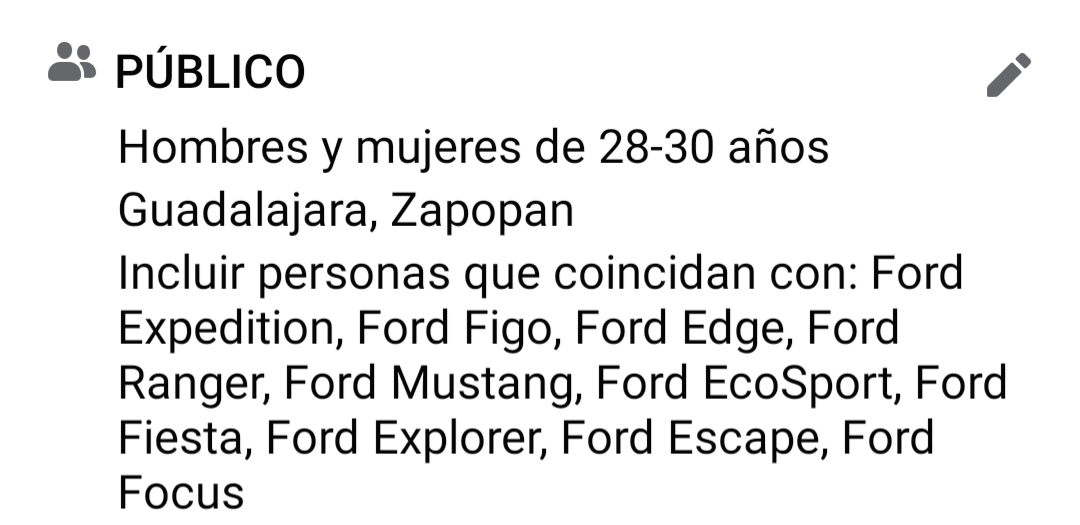 PÚBLICO
Hombres y mujeres de 28-30 años
Guadalajara, Zapopan
Incluir personas que coincidan con: Ford
Expedition, Ford Figo, Ford Edge, Ford
Ranger, Ford Mustang, Ford EcoSport, Ford
Fiesta, Ford Explorer, Ford Escape, Ford
Focus